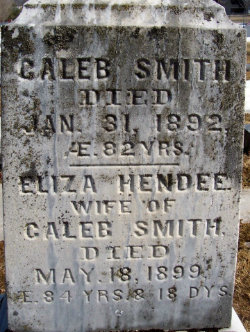 CALEB SMITH
DIED
JAN. 31, 1892.
Æ. 82 YRS.
ELIZA HENDEE
WIFE OF
CALEB SMITH.
DIED
MAY. 18. 1899.
Æ. 84 YRS. & 18 DYS